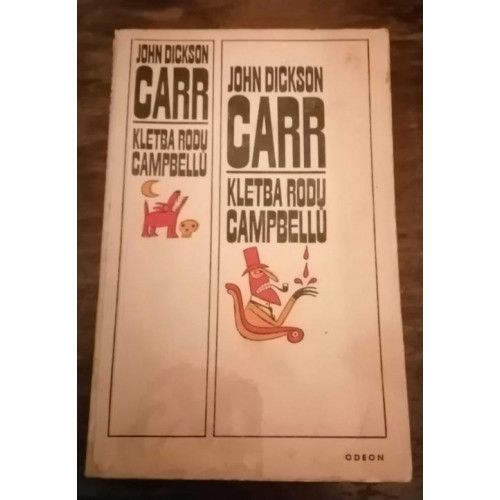 JOHN DICKSON
CARR
KLETBA RODU
CAMPBELLŮ
JOHN DICKSON
CARR
KLETBA RODU
CAMPBELLŮ
ODEON